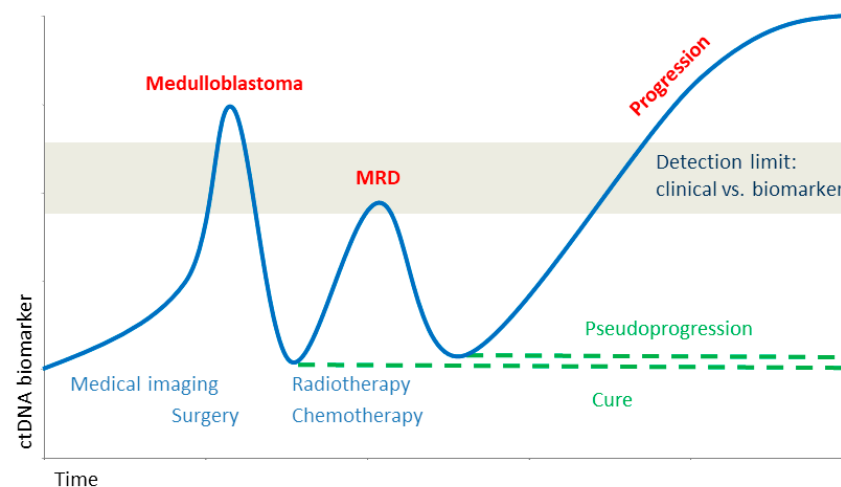 Medulloblastoma
MRD
Progression
Detection limit:
clinical vs. biomarker
Pseudoprogression
Cure
Medical imaging
Surgery
Radiotherapy
Chemotherapy
ctDNA biomarker
Time